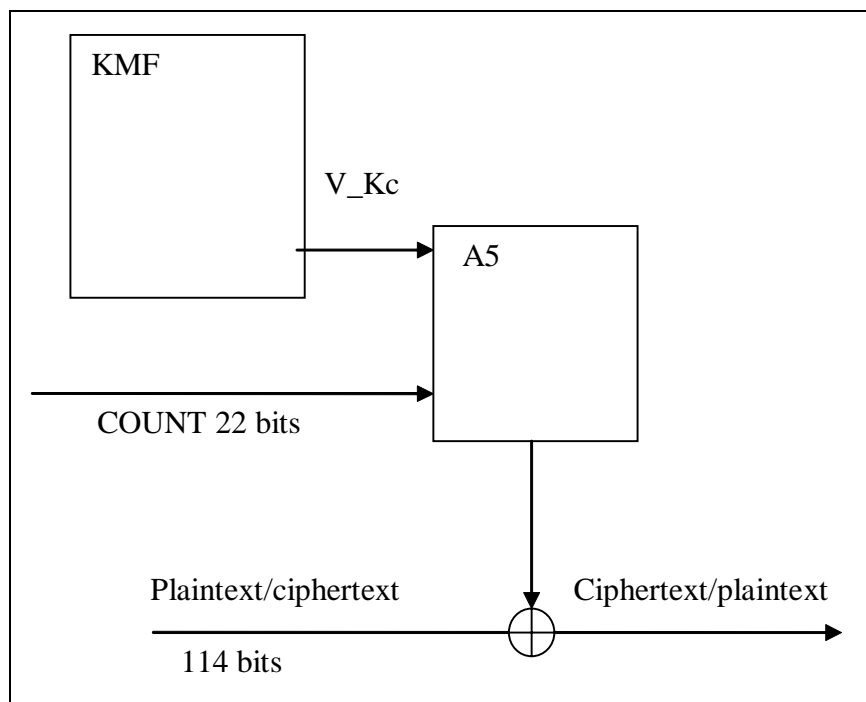 KMF
V_Kc
A5
COUNT 22 bits
Plaintext/ciphertext
Ciphertext/plaintext
114 bits